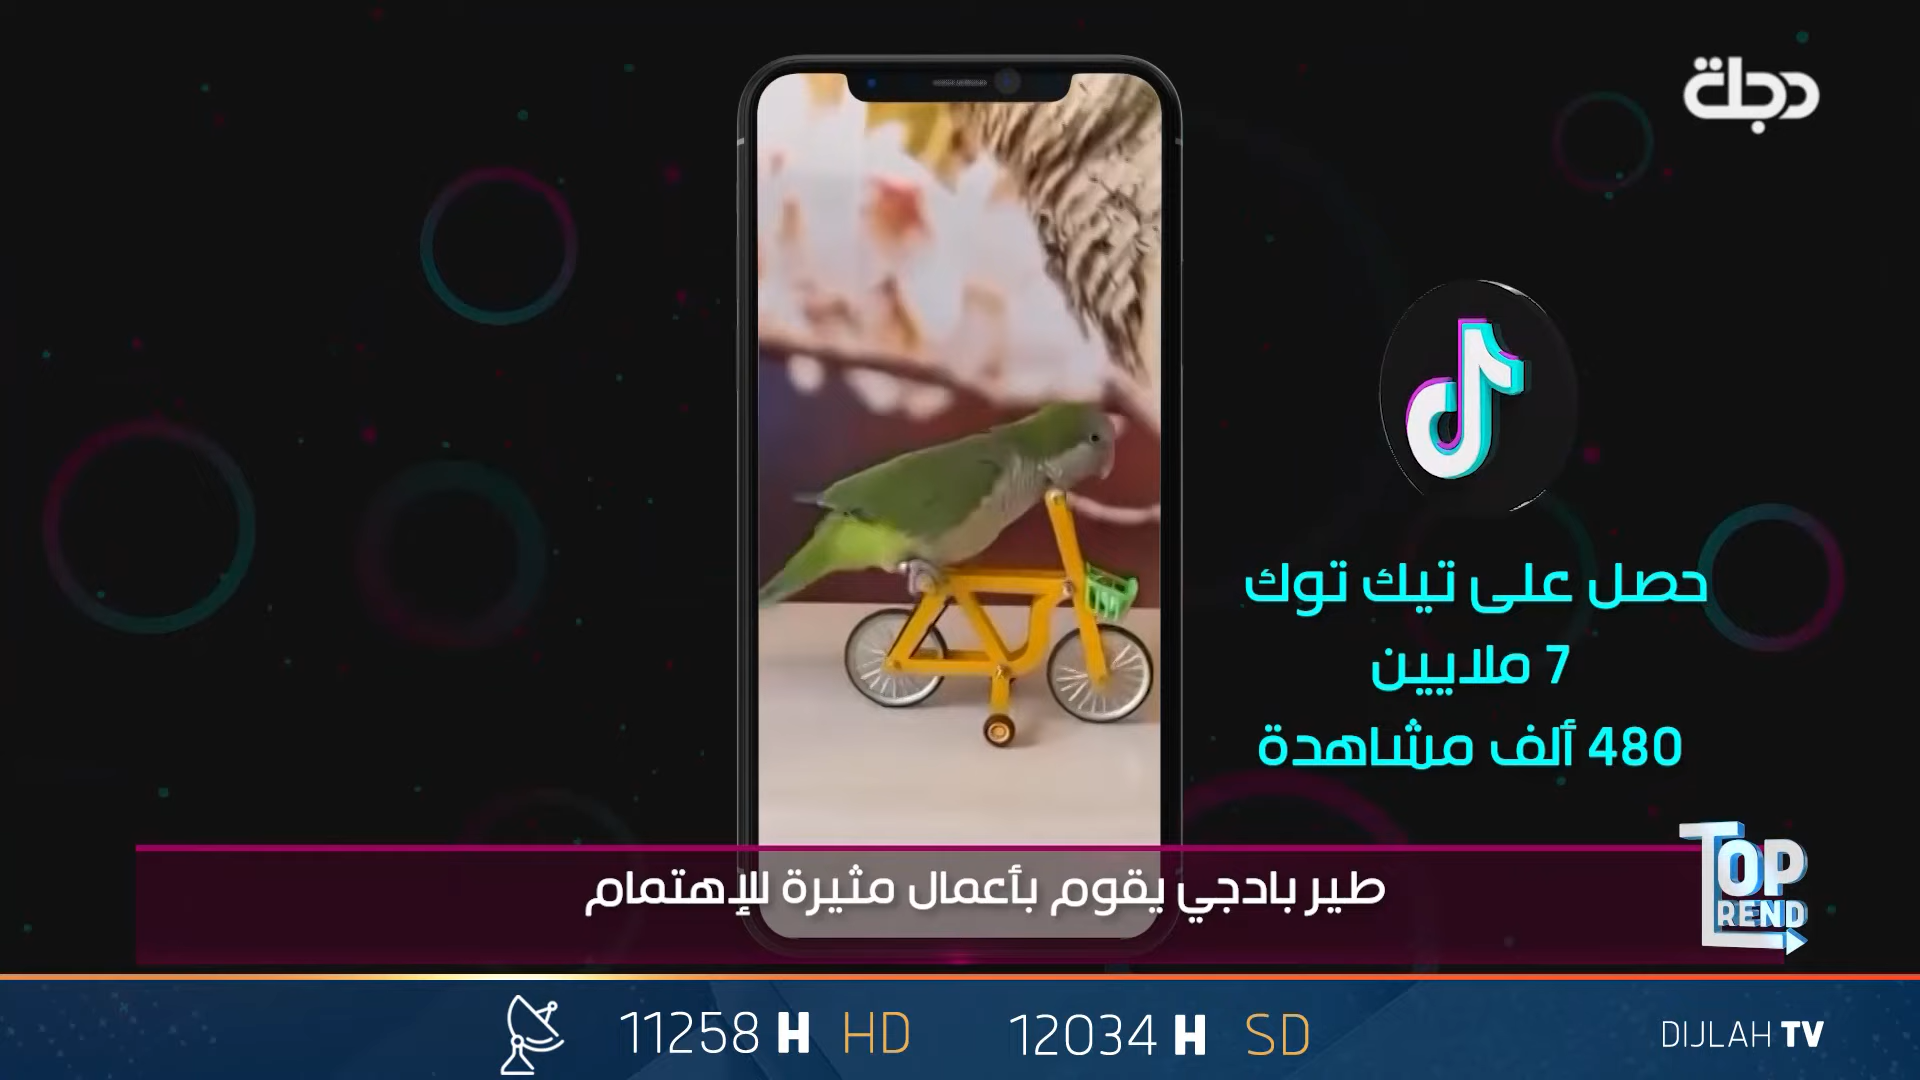 دجلة
حصل على تيك توك
7 ملايين
480 ألف مشاهدة
TOP
TREND
طير بادجي يقوم بأعمال مثيرة للإهتمام
11258 H HD 12034 H SD DIJLAH TV